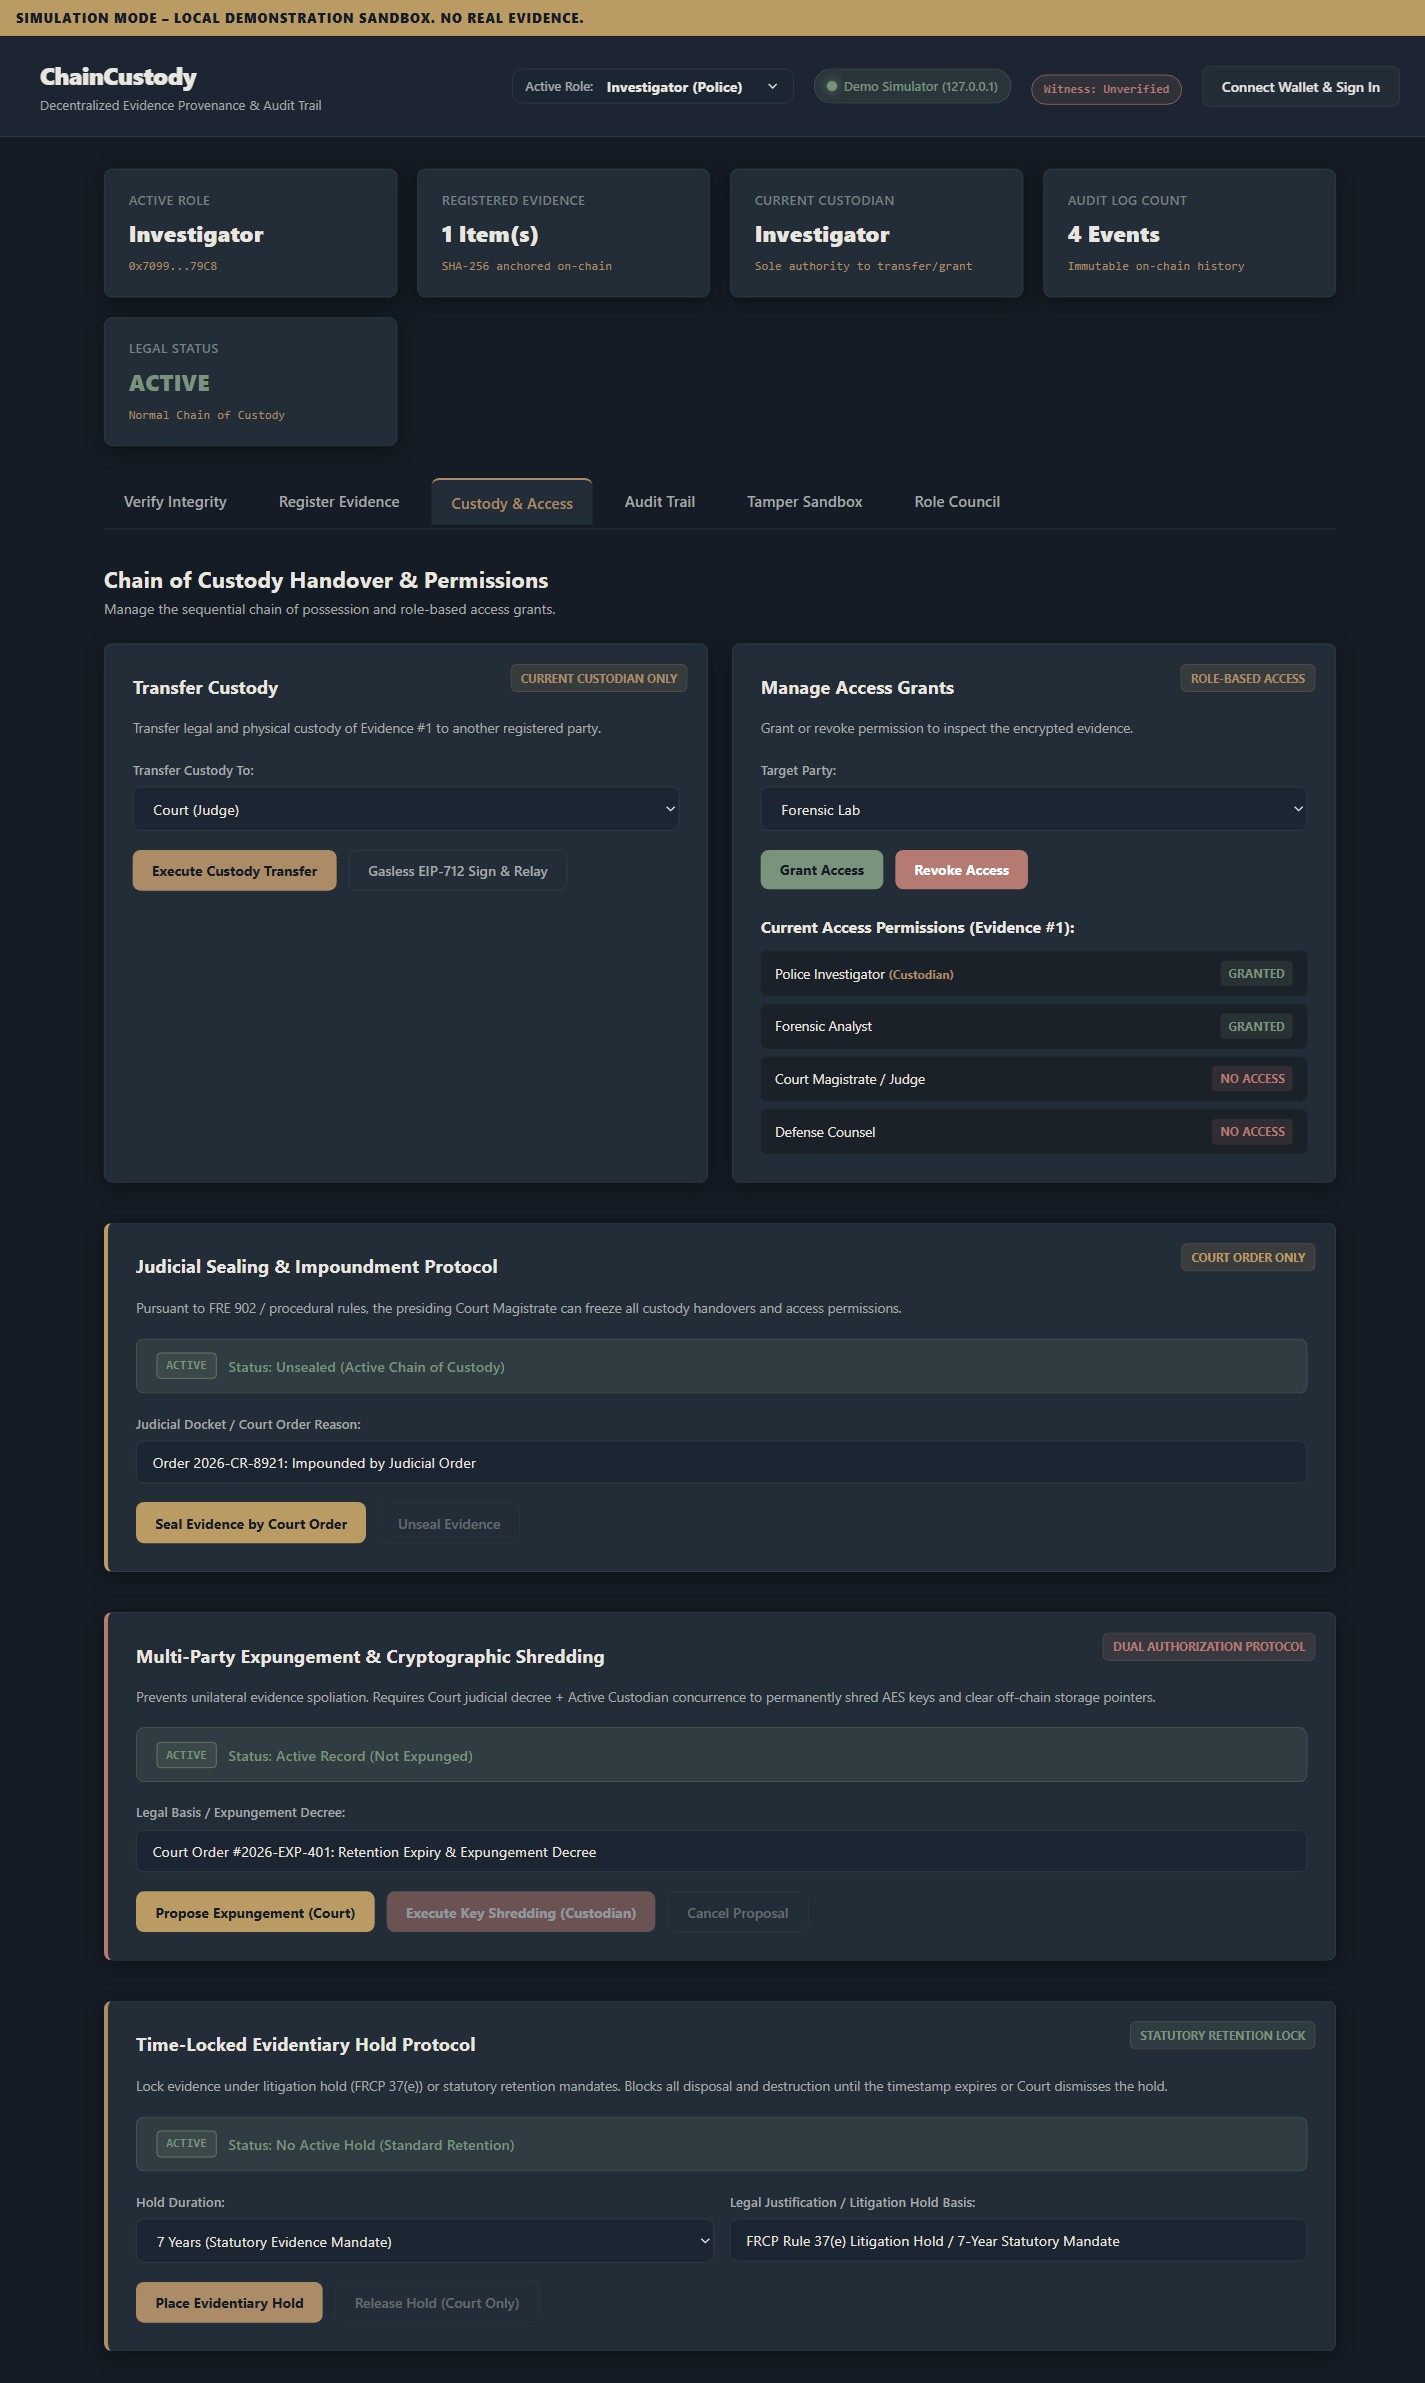 SIMULATION MODE – LOCAL DEMONSTRATION SANDBOX. NO REAL EVIDENCE.
ChainCustody
Decentralized Evidence Provenance & Audit Trail
Active Role: Investigator (Police)
Demo Simulator (127.0.0.1)
Witness: Unverified
Connect Wallet & Sign In
ACTIVE ROLE
Investigator
0x7099...79C8
REGISTERED EVIDENCE
1 Item(s)
SHA-256 anchored on-chain
CURRENT CUSTODIAN
Investigator
Sole authority to transfer/grant
AUDIT LOG COUNT
4 Events
Immutable on-chain history
LEGAL STATUS
ACTIVE
Normal Chain of Custody
Verify Integrity
Register Evidence
Custody & Access
Audit Trail
Tamper Sandbox
Role Council
Chain of Custody Handover & Permissions
Manage the sequential chain of possession and role-based access grants.
Transfer Custody
CURRENT CUSTODIAN ONLY
Transfer legal and physical custody of Evidence #1 to another registered party.
Transfer Custody To:
Court (Judge)
Execute Custody Transfer
Gasless EIP-712 Sign & Relay
Manage Access Grants
ROLE-BASED ACCESS
Grant or revoke permission to inspect the encrypted evidence.
Target Party:
Forensic Lab
Grant Access
Revoke Access
Current Access Permissions (Evidence #1):
Police Investigator (Custodian)
GRANTED
Forensic Analyst
GRANTED
Court Magistrate / Judge
NO ACCESS
Defense Counsel
NO ACCESS
Judicial Sealing & Impoundment Protocol
COURT ORDER ONLY
Pursuant to FRE 902 / procedural rules, the presiding Court Magistrate can freeze all custody handovers and access permissions.
ACTIVE
Status: Unsealed (Active Chain of Custody)
Judicial Docket / Court Order Reason:
Order 2026-CR-8921: Impounded by Judicial Order
Seal Evidence by Court Order
Unseal Evidence
Multi-Party Expungement & Cryptographic Shredding
DUAL AUTHORIZATION PROTOCOL
Prevents unilateral evidence spoliation. Requires Court judicial decree + Active Custodian concurrence to permanently shred AES keys and clear off-chain storage pointers.
ACTIVE
Status: Active Record (Not Expunged)
Legal Basis / Expungement Decree:
Court Order #2026-EXP-401: Retention Expiry & Expungement Decree
Propose Expungement (Court)
Execute Key Shredding (Custodian)
Cancel Proposal
Time-Locked Evidentiary Hold Protocol
STATUTORY RETENTION LOCK
Lock evidence under litigation hold (FRCP 37(e)) or statutory retention mandates. Blocks all disposal and destruction until the timestamp expires or Court dismisses the hold.
ACTIVE
Status: No Active Hold (Standard Retention)
Hold Duration:
7 Years (Statutory Evidence Mandate)
Legal Justification / Litigation Hold Basis:
FRCP Rule 37(e) Litigation Hold / 7-Year Statutory Mandate
Place Evidentiary Hold
Release Hold (Court Only)